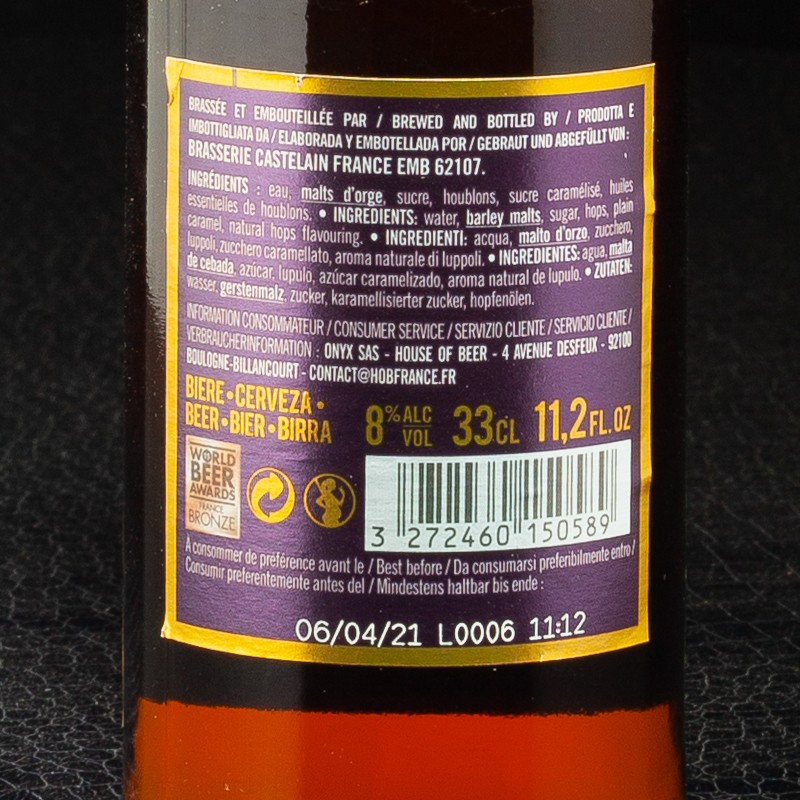 BRASSÉE ET EMBOUTEILLÉE PAR / BREWED AND BOTTLED BY / PRODOTTA E
IMBOTTIGLIATA DA / ELABORADA Y EMBOTELLADA POR / GEBRAUT UND ABGEFÜLLT VON :
BRASSERIE CASTELAIN FRANCE EMB 62107.
INGRÉDIENTS : eau, malts d'orge, sucre, houblons, sucre caramélisé, huiles
essentielles de houblons. • INGREDIENTS: water, barley malts, sugar, hops, plain
caramel, natural hops flavouring. • INGREDIENTI: acqua, malto d'orzo, zucchero,
luppoli, zucchero caramellato, aroma naturale di luppoli. • INGREDIENTES: agua, malta
de cebada, azúcar, lupulo, azúcar caramelizado, aroma natural de lupulo. • ZUTATEN:
wasser, gerstenmalz, zucker, karamellisierter zucker, hopfenölen.
INFORMATION CONSOMMATEUR / CONSUMER SERVICE / SERVIZIO CLIENTE / SERVICIO CLIENTE /
VERBRAUCHERINFORMATION : ONYX SAS - HOUSE OF BEER - 4 AVENUE DESFEUX - 92100
BOULOGNE-BILLANCOURT - CONTACT@HOBFRANCE.FR
BIERE • CERVEZA •
BEER • BIER • BIRRA
8% ALC VOL 33CL 11,2FL.OZ
WORLD
BEER
AWARDS
FRANCE
BRONZE
3 272460 150589
A consommer de préférence avant le / Best before / Da consumarsi preferibilmente entro /
Consumir preferentemente antes del / Mindestens haltbar bis ende :
06/04/21 L0006 11:12